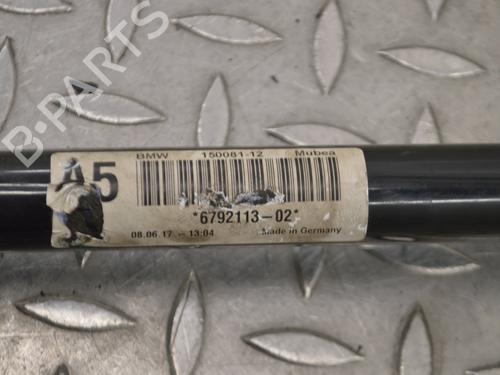 B-PARTS
BMW 150081-12 Mubea
A5
*6792113-02*
08.06.17 - 13:04 Made in Germany